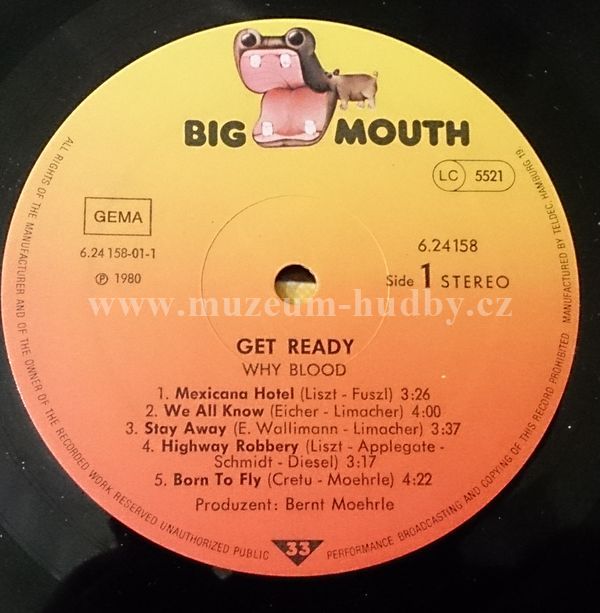 BIG MOUTH
LC 5521
GEMA
6.24 158-01-1
℗ 1980
6.24158
Side 1 STEREO
www.muzeum-hudby.cz
GET READY
WHY BLOOD
1. Mexicana Hotel (Liszt - Fuszl) 3:26
2. We All Know (Eicher - Limacher) 4:00
3. Stay Away (E. Wallimann - Limacher) 3:37
4. Highway Robbery (Liszt - Applegate -
Schmidt - Diesel) 3:17
5. Born To Fly (Cretu - Moehrle) 4:22
Produzent: Bernt Moehrle
33
ALL RIGHTS OF THE MANUFACTURER AND OF THE OWNER OF THE RECORDED WORK RESERVED UNAUTHORIZED PUBLIC PERFORMANCE BROADCASTING AND COPYING OF THIS RECORD PROHIBITED MANUFACTURED BY TELDEC HAMBURG 19